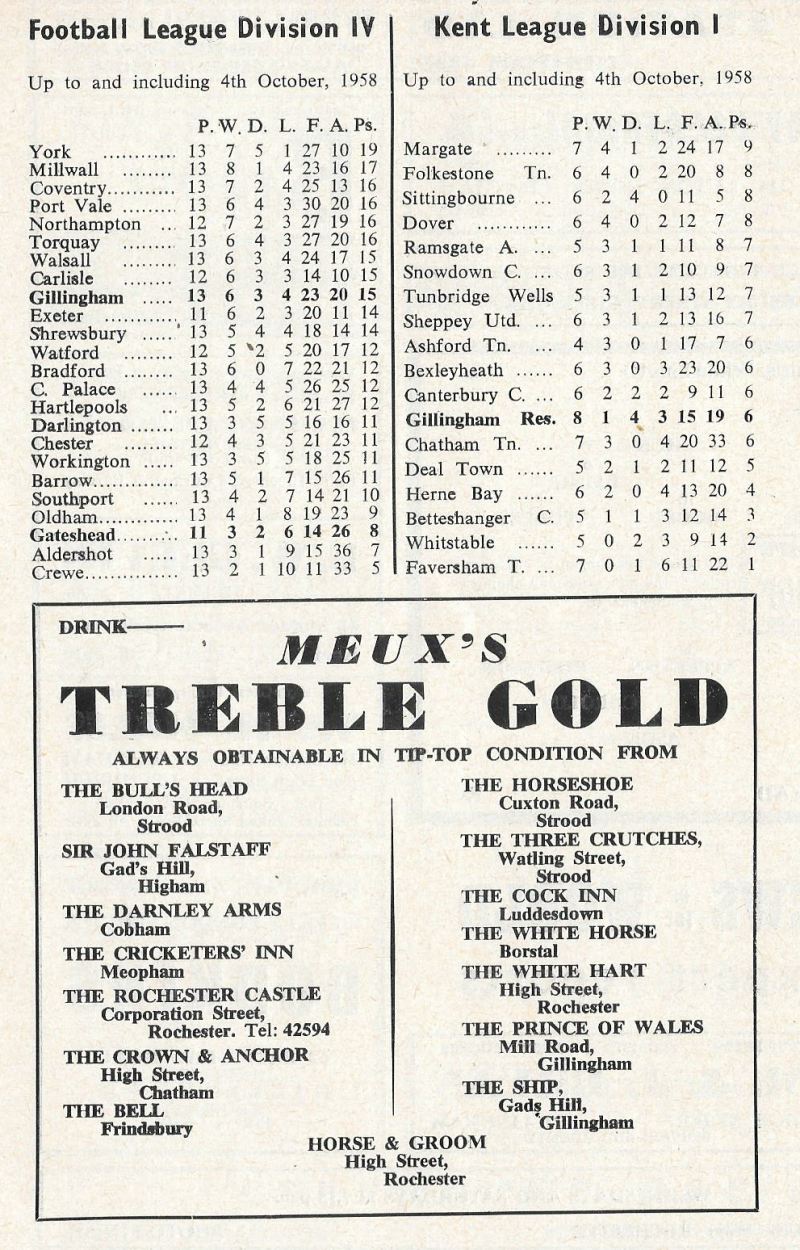 Football League Division IV
Up to and including 4th October, 1958
P. W. D. L. F. A. Ps.
York ............ 13 7 5 1 27 10 19
Millwall ........ 13 8 1 4 23 16 17
Coventry........... 13 7 2 4 25 13 16
Port Vale ......... 13 6 4 3 30 20 16
Northampton ... 12 7 2 3 27 19 16
Torquay ......... 13 6 4 3 27 20 16
Walsall ......... 13 6 3 4 24 17 15
Carlisle ......... 12 6 3 3 14 10 15
Gillingham ..... 13 6 3 4 23 20 15
Exeter ............ 11 6 2 3 20 11 14
Shrewsbury ..... 13 5 4 4 18 14 14
Watford ......... 12 5 2 5 20 17 12
Bradford ......... 13 6 0 7 22 21 12
C. Palace ...... 13 4 4 5 26 25 12
Hartlepools ... 13 5 2 6 21 27 12
Darlington ....... 13 3 5 5 16 16 11
Chester ......... 12 4 3 5 21 23 11
Workington ..... 13 3 5 5 18 25 11
Barrow............. 13 5 1 7 15 26 11
Southport ...... 13 4 2 7 14 21 10
Oldham............ 13 4 1 8 19 23 9
Gateshead......... 11 3 2 6 14 26 8
Aldershot ..... 13 3 1 9 15 36 7
Crewe.............. 13 2 1 10 11 33 5
Kent League Division I
Up to and including 4th October, 1958
P. W. D. L. F. A. Ps.
Margate ......... 7 4 1 2 24 17 9
Folkestone Tn. 6 4 0 2 20 8 8
Sittingbourne ... 6 2 4 0 11 5 8
Dover ............ 6 4 0 2 12 7 8
Ramsgate A. ... 5 3 1 1 11 8 7
Snowdown C. ... 6 3 1 2 10 9 7
Tunbridge Wells 5 3 1 1 13 12 7
Sheppey Utd. ... 6 3 1 2 13 16 7
Ashford Tn. ... 4 3 0 1 17 7 6
Bexleyheath ...... 6 3 0 3 23 20 6
Canterbury C. ... 6 2 2 2 9 11 6
Gillingham Res. 8 1 4 3 15 19 6
Chatham Tn. ... 7 3 0 4 20 33 6
Deal Town ...... 5 2 1 2 11 12 5
Herne Bay ...... 6 2 0 4 13 20 4
Betteshanger C. 5 1 1 3 12 14 3
Whitstable ...... 5 0 2 3 9 14 2
Faversham T. ... 7 0 1 6 11 22 1
DRINK—
MEUX'S
TREBLE GOLD
ALWAYS OBTAINABLE IN TIP-TOP CONDITION FROM
THE BULL'S HEAD
London Road,
Strood
SIR JOHN FALSTAFF
Gad's Hill,
Higham
THE DARNLEY ARMS
Cobham
THE CRICKETERS' INN
Meopham
THE ROCHESTER CASTLE
Corporation Street,
Rochester. Tel: 42594
THE CROWN & ANCHOR
High Street,
Chatham
THE BELL
Frindsbury
THE HORSESHOE
Cuxton Road,
Strood
THE THREE CRUTCHES,
Watling Street,
Strood
THE COCK INN
Luddesdown
THE WHITE HORSE
Borstal
THE WHITE HART
High Street,
Rochester
THE PRINCE OF WALES
Mill Road,
Gillingham
THE SHIP,
Gads Hill,
Gillingham
HORSE & GROOM
High Street,
Rochester